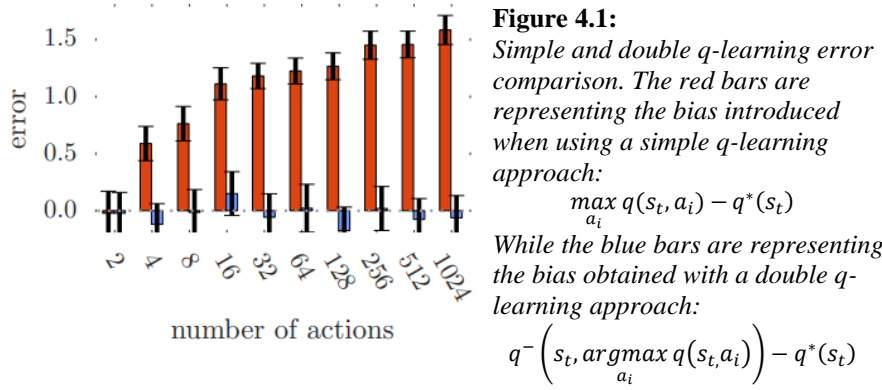 1.5
1.0
0.5
0.0
error
2
4
8
16
32
64
128
256
512
1024
number of actions
Figure 4.1:
Simple and double q-learning error
comparison. The red bars are
representing the bias introduced
when using a simple q-learning
approach:
max q(s_t, a_i) − q*(s_t)
a_i
While the blue bars are representing
the bias obtained with a double q-
learning approach:
q⁻ (s_t, argmax q(s_t, a_i)) − q*(s_t)
a_i